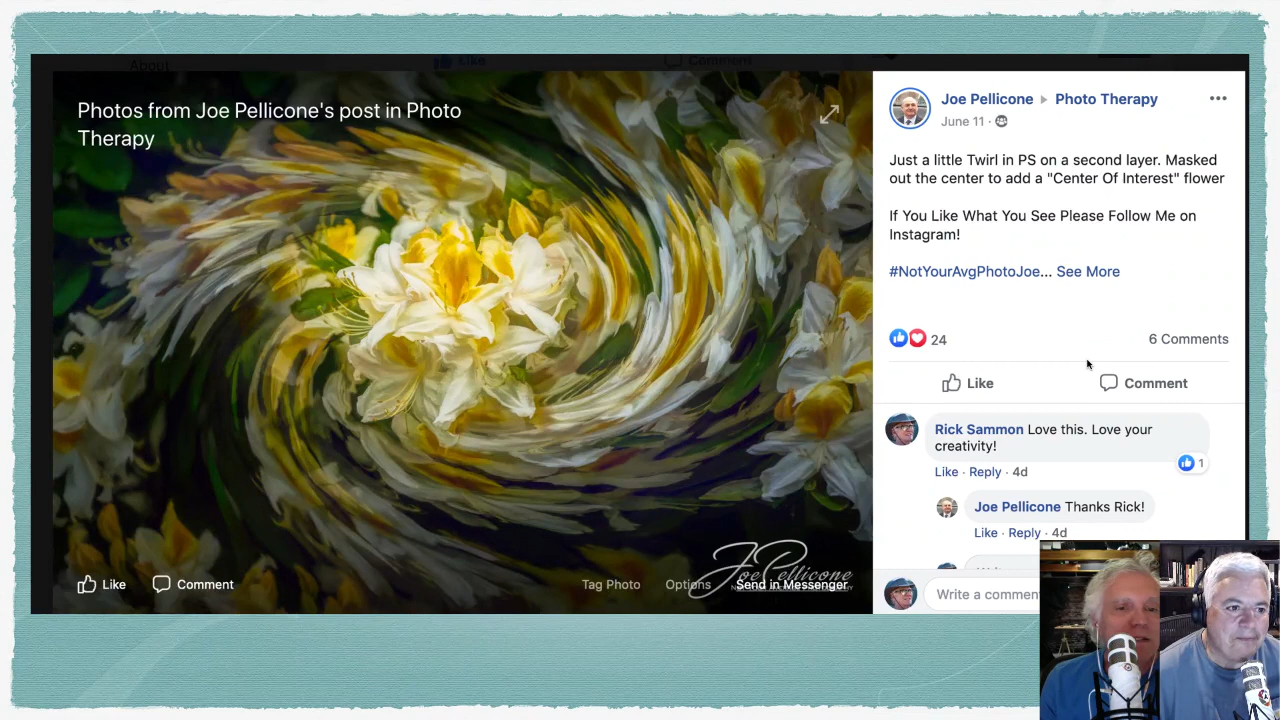 About
Like
Comment
Photos from Joe Pellicone's post in Photo
Therapy
Like
Comment
Tag Photo
Options
Send in Messenger
Joe Pellicone
Joe Pellicone
Photo Therapy
June 11 ·
Just a little Twirl in PS on a second layer. Masked
out the center to add a "Center Of Interest" flower
If You Like What You See Please Follow Me on
Instagram!
#NotYourAvgPhotoJoe... See More
24
6 Comments
Like
Comment
Rick Sammon Love this. Love your
creativity!
1
Like · Reply · 4d
Joe Pellicone Thanks Rick!
Like · Reply · 4d
Write a commen